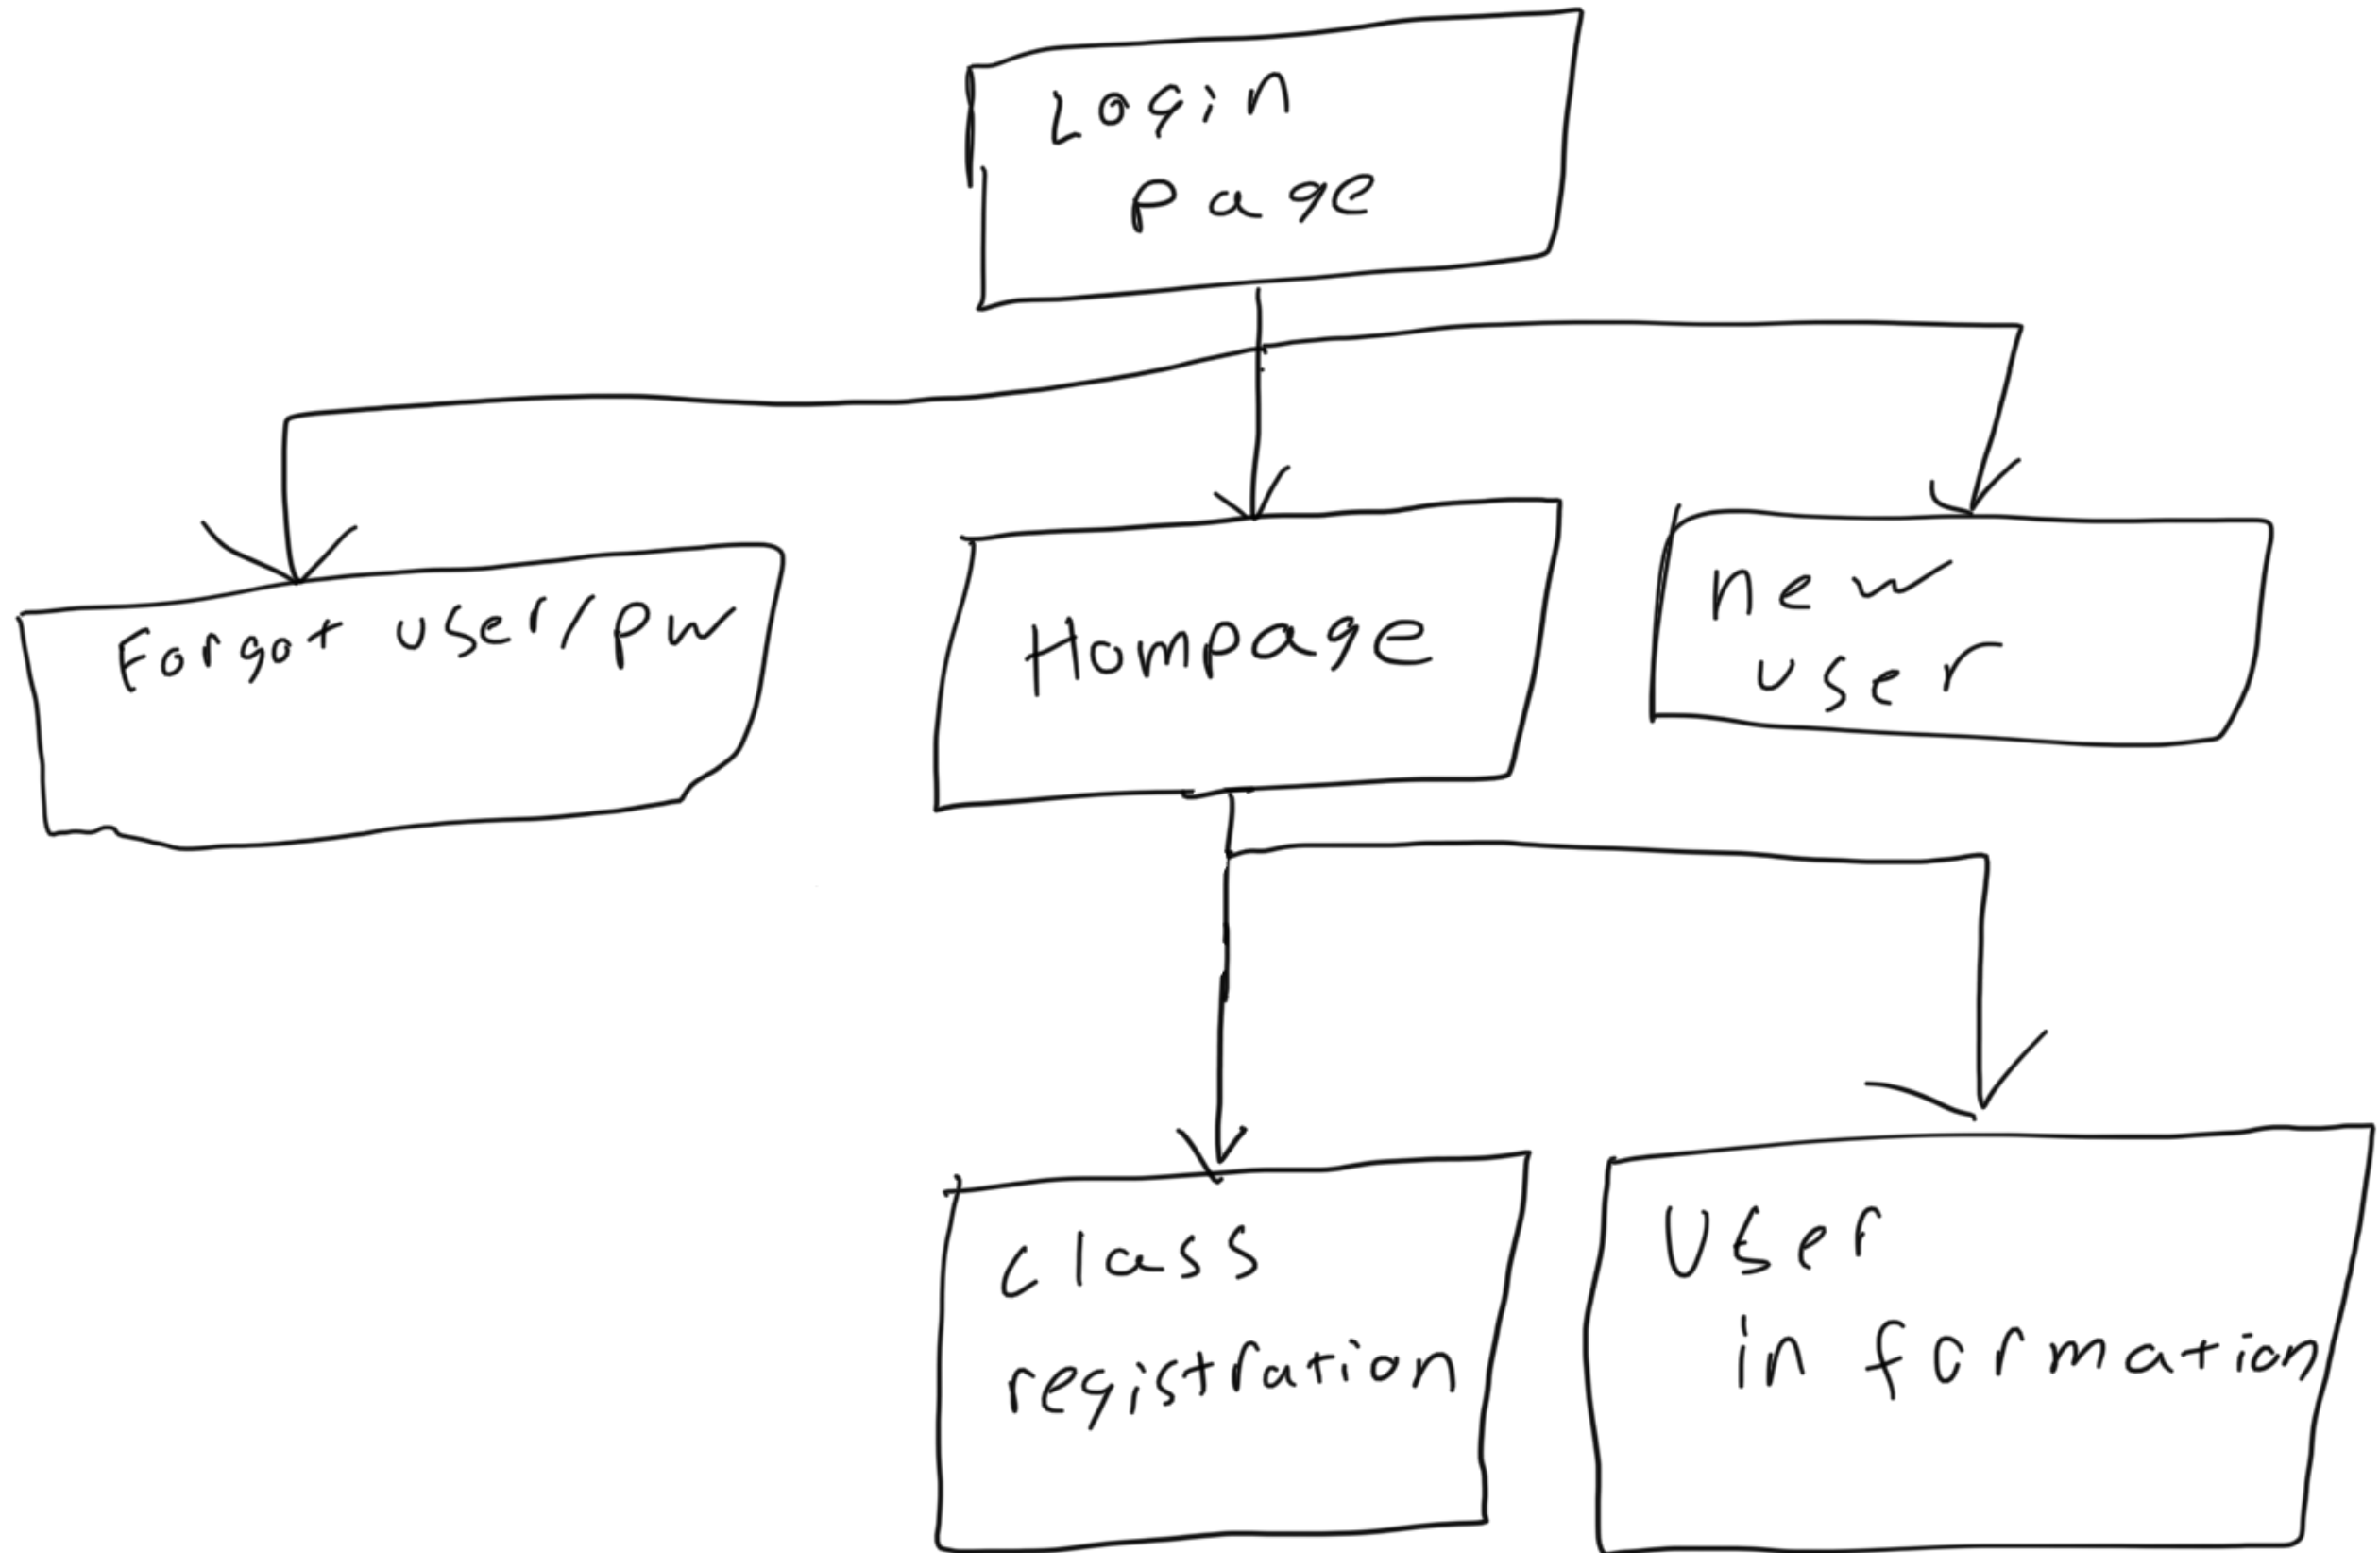 Login
page
Forgot user/pw
Hompage
new
user
class
registration
User
information